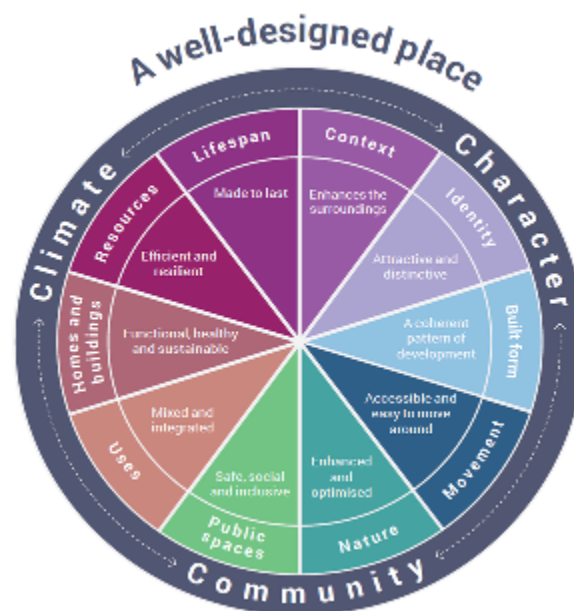 A well-designed place
Climate
Character
Community
Context
Enhances the
surroundings
Identity
Attractive and
distinctive
Built form
A coherent
pattern of
development
Movement
Accessible and
easy to move
around
Nature
Enhanced
and
optimised
Public
spaces
Safe, social
and inclusive
Uses
Mixed and
integrated
Homes and
buildings
Functional, healthy
and sustainable
Resources
Efficient and
resilient
Lifespan
Made to last